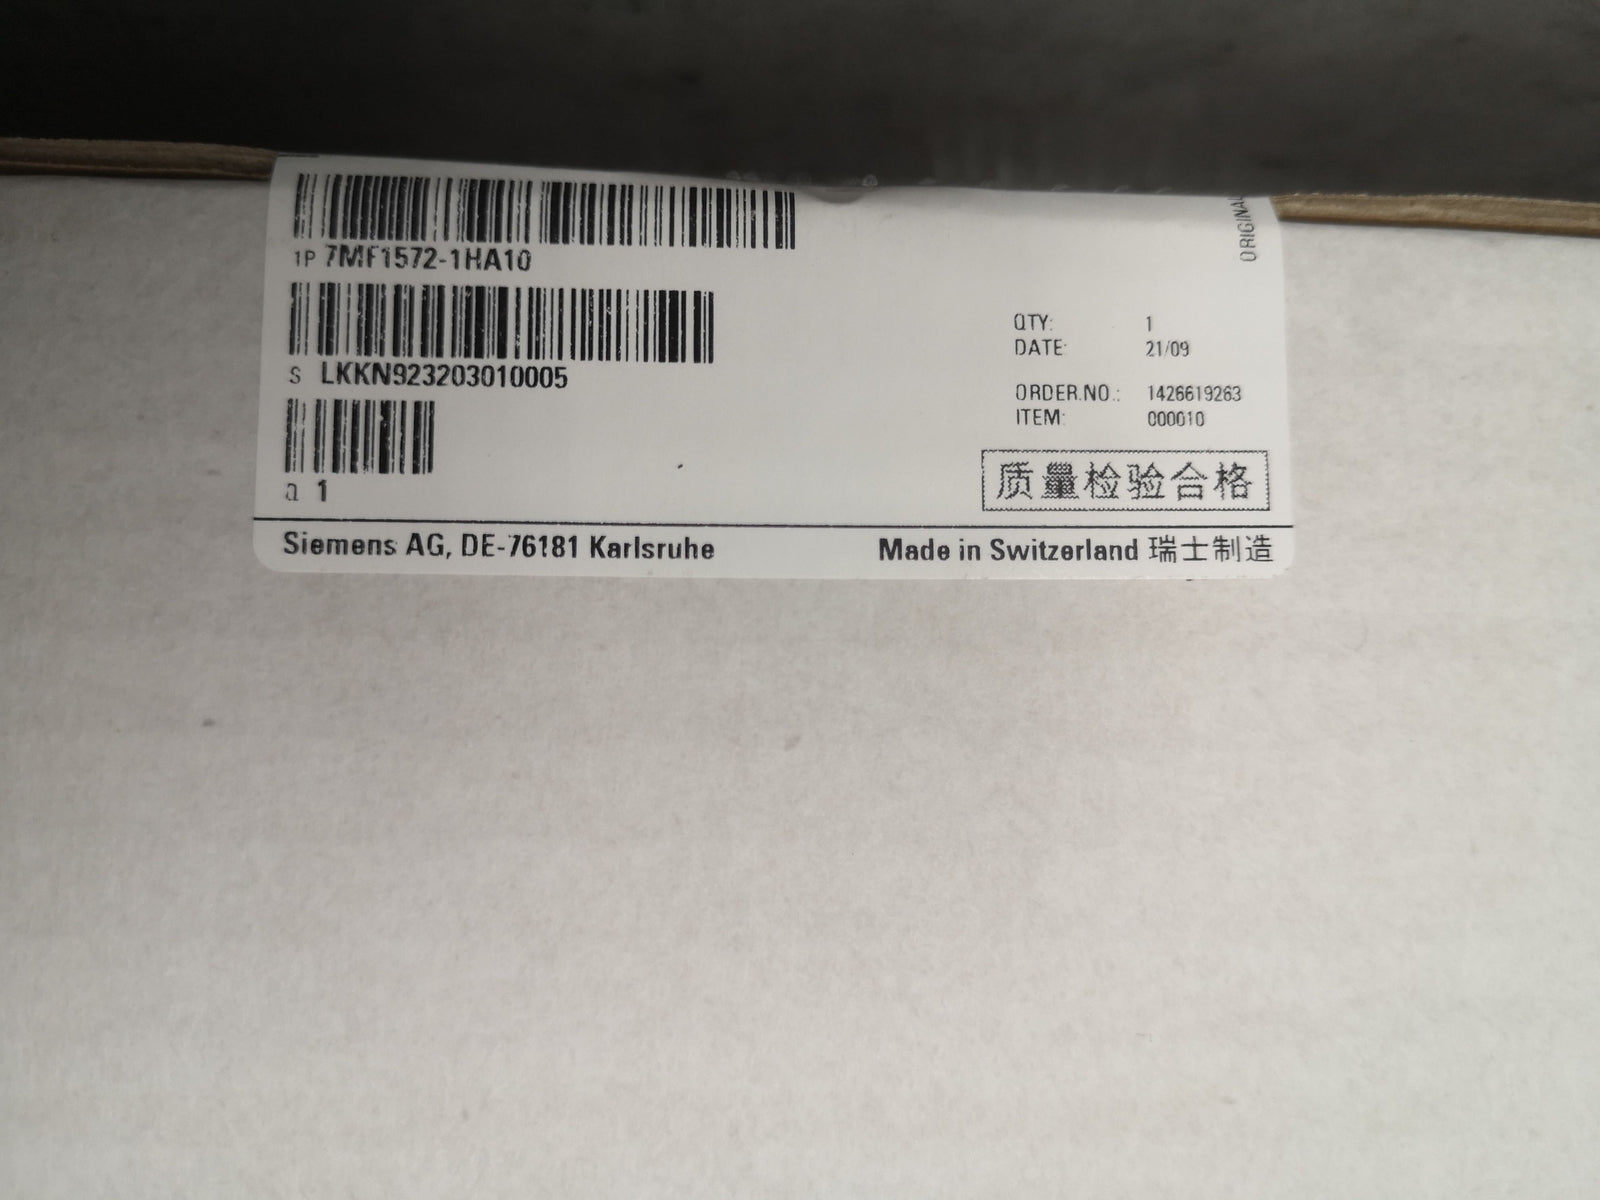 1P 7MF1572-1HA10
S LKKN923203010005
a 1
ORIGINAL
QTY: 1
DATE: 21/09
ORDER.NO.: 1426619263
ITEM: 000010
质量检验合格
Siemens AG, DE-76181 Karlsruhe
Made in Switzerland 瑞士制造